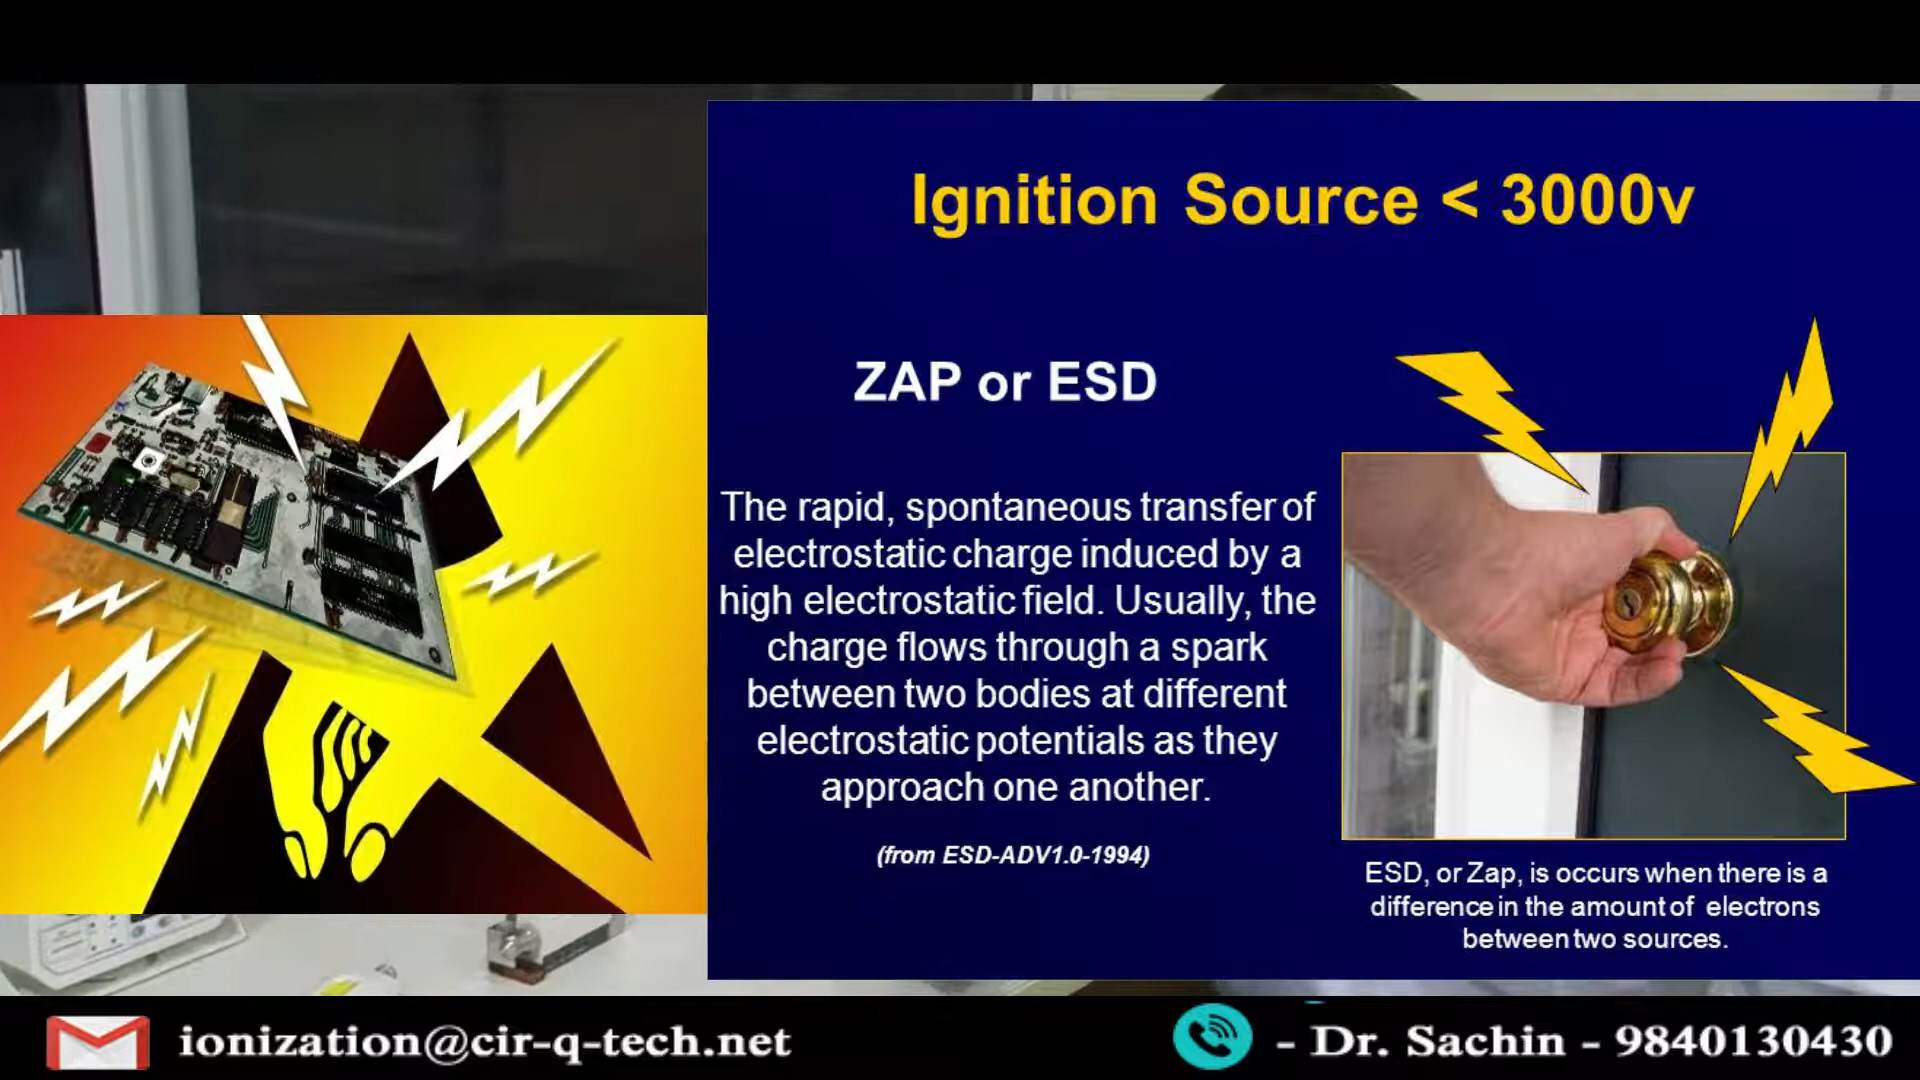 Ignition Source < 3000v
ZAP or ESD
The rapid, spontaneous transfer of
electrostatic charge induced by a
high electrostatic field. Usually, the
charge flows through a spark
between two bodies at different
electrostatic potentials as they
approach one another.
(from ESD-ADV1.0-1994)
ESD, or Zap, is occurs when there is a
difference in the amount of electrons
between two sources.
ionization@cir-q-tech.net
- Dr. Sachin - 9840130430